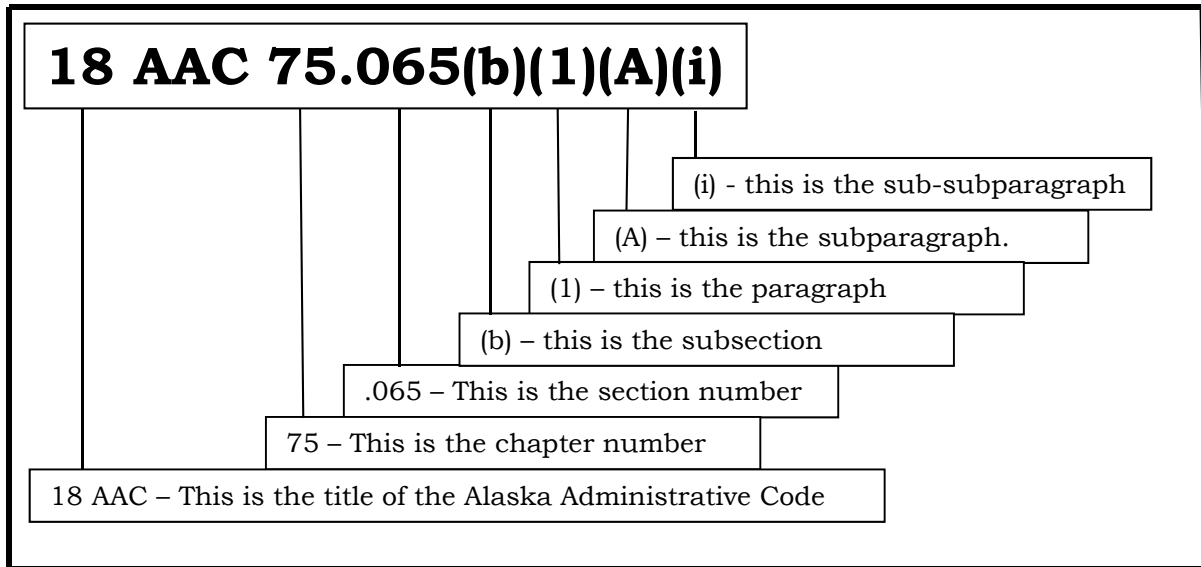 18 AAC 75.065(b)(1)(A)(i)
(i) - this is the sub-subparagraph
(A) – this is the subparagraph.
(1) – this is the paragraph
(b) – this is the subsection
.065 – This is the section number
75 – This is the chapter number
18 AAC – This is the title of the Alaska Administrative Code